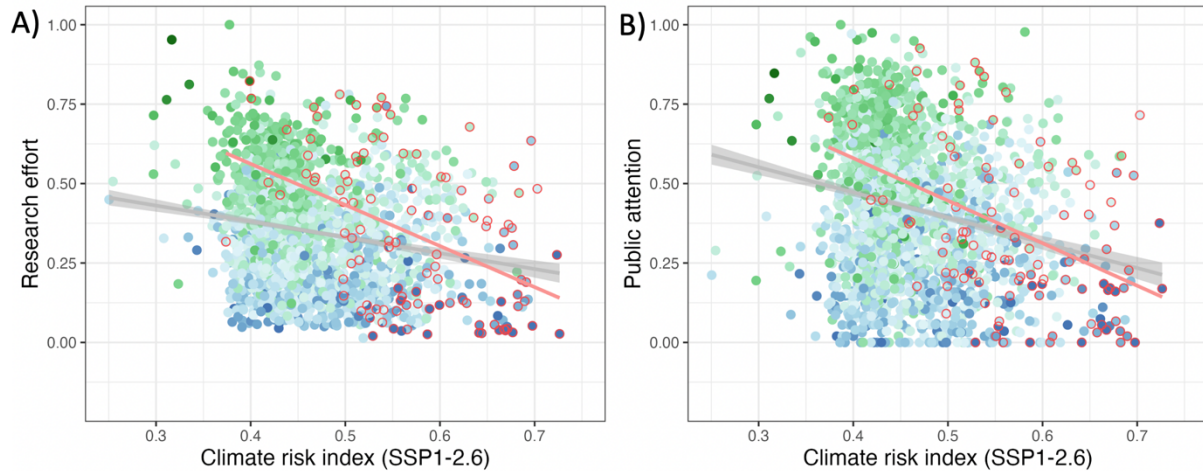 A)
Research effort
1.00
0.75
0.50
0.25
0.00
0.3 0.4 0.5 0.6 0.7
Climate risk index (SSP1-2.6)
B)
Public attention
1.00
0.75
0.50
0.25
0.00
0.3 0.4 0.5 0.6 0.7
Climate risk index (SSP1-2.6)